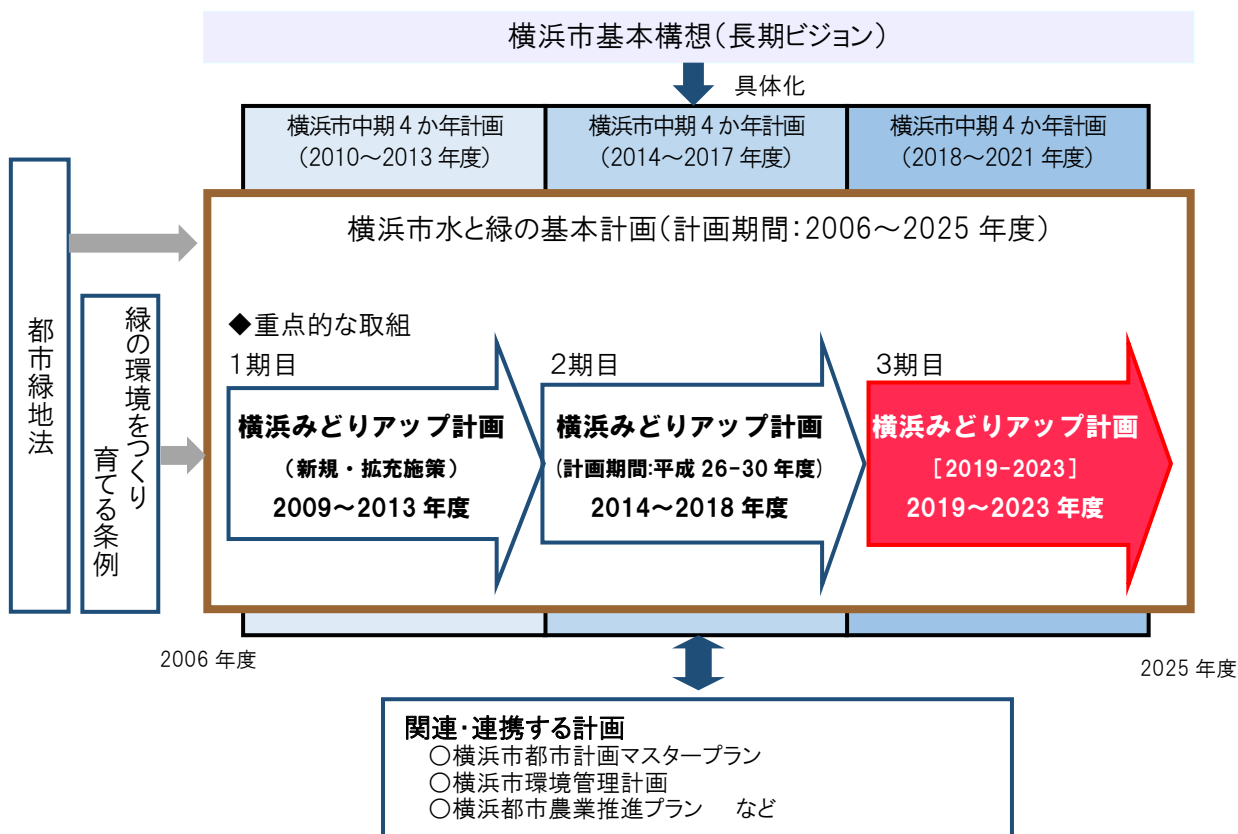 横浜市基本構想（長期ビジョン）
具体化
横浜市中期４か年計画
（2010～2013 年度）
横浜市中期４か年計画
（2014～2017 年度）
横浜市中期４か年計画
（2018～2021 年度）
都市緑地法
緑の環境をつくり
育てる条例
横浜市水と緑の基本計画（計画期間：2006～2025 年度）
◆重点的な取組
１期目
横浜みどりアップ計画
（新規・拡充施策）
2009～2013 年度
２期目
横浜みどりアップ計画
(計画期間:平成 26-30 年度)
2014～2018 年度
３期目
横浜みどりアップ計画
［2019-2023］
2019～2023 年度
2006 年度
2025 年度
関連・連携する計画
○横浜市都市計画マスタープラン
○横浜市環境管理計画
○横浜都市農業推進プラン　など